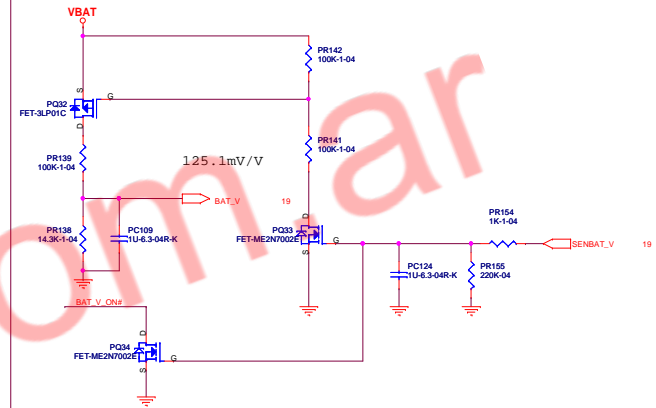 VBAT
PR142
100K-1-04
S
G
PQ32
FET-3LP01C
D
PR139
100K-1-04
PR141
100K-1-04
125.1mV/V
BAT_V
19
PR138
14.3K-1-04
PC109
1U-6.3-04R-K
D
PQ33
FET-ME2N7002E
G
S
PR154
1K-1-04
SENBAT_V
19
PC124
1U-6.3-04R-K
PR155
220K-04
BAT_V_ON#
D
PQ34
FET-ME2N7002E
G
S
om.ar